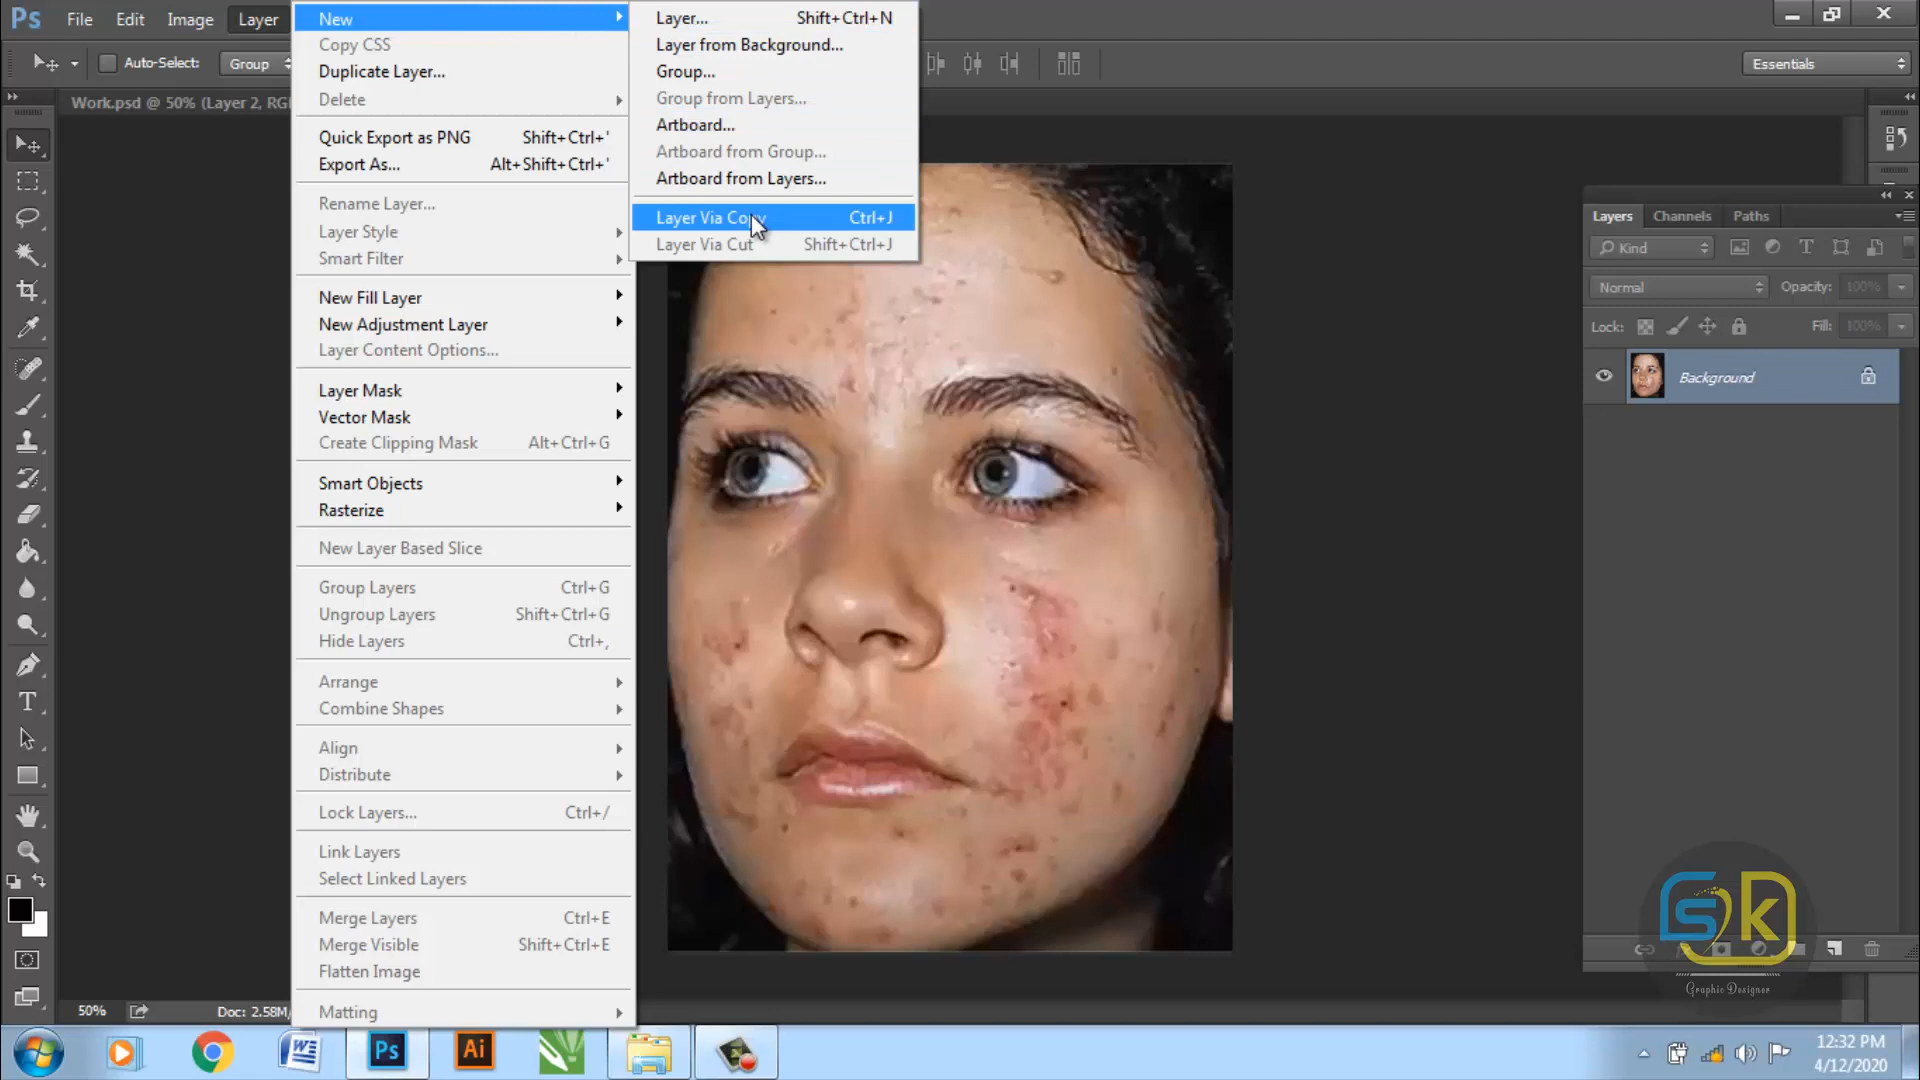 Ps File Edit Image Layer
Auto-Select: Group
Essentials
Work.psd @ 50% (Layer 2, RG
New
Copy CSS
Duplicate Layer...
Delete
Quick Export as PNG Shift+Ctrl+'
Export As... Alt+Shift+Ctrl+'
Rename Layer...
Layer Style
Smart Filter
New Fill Layer
New Adjustment Layer
Layer Content Options...
Layer Mask
Vector Mask
Create Clipping Mask Alt+Ctrl+G
Smart Objects
Rasterize
New Layer Based Slice
Group Layers Ctrl+G
Ungroup Layers Shift+Ctrl+G
Hide Layers Ctrl+,
Arrange
Combine Shapes
Align
Distribute
Lock Layers... Ctrl+/
Link Layers
Select Linked Layers
Merge Layers Ctrl+E
Merge Visible Shift+Ctrl+E
Flatten Image
Matting
Layer... Shift+Ctrl+N
Layer from Background...
Group...
Group from Layers...
Artboard...
Artboard from Group...
Artboard from Layers...
Layer Via Copy Ctrl+J
Layer Via Cut Shift+Ctrl+J
Layers Channels Paths
Kind
Normal Opacity: 100%
Lock: Fill: 100%
Background
SK
Graphic Designer
50% Doc: 2.58M/
Ps Ai
12:32 PM
4/12/2020